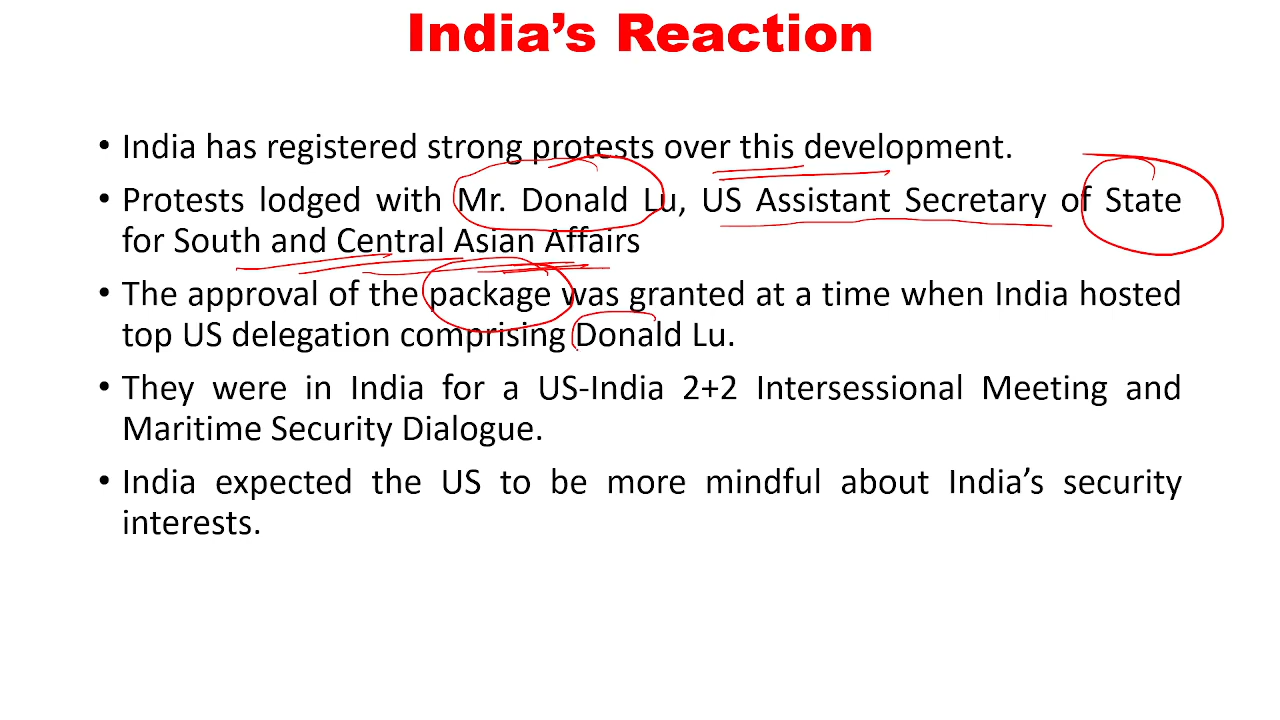 India’s Reaction
• India has registered strong protests over this development.
• Protests lodged with Mr. Donald Lu, US Assistant Secretary of State
for South and Central Asian Affairs
• The approval of the package was granted at a time when India hosted
top US delegation comprising Donald Lu.
• They were in India for a US-India 2+2 Intersessional Meeting and
Maritime Security Dialogue.
• India expected the US to be more mindful about India’s security
interests.